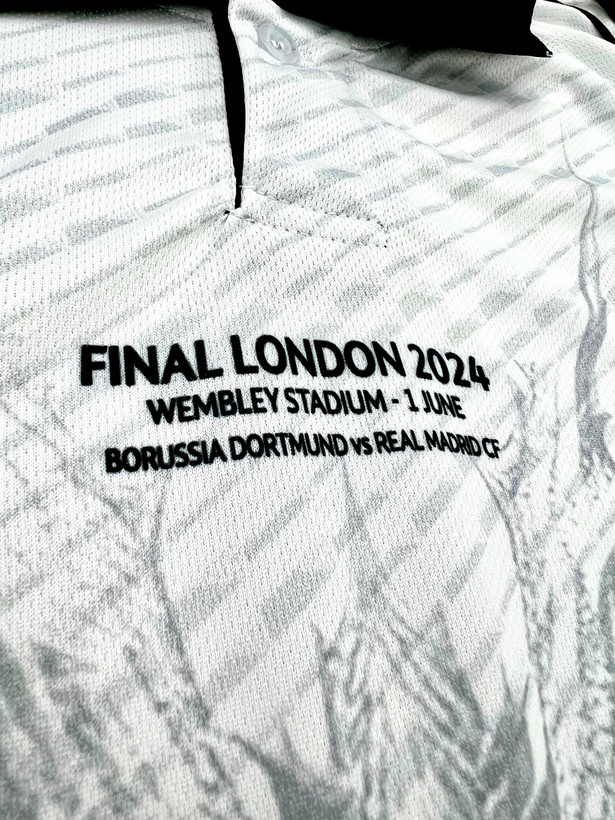 FINAL LONDON 2024
WEMBLEY STADIUM - 1 JUNE
BORUSSIA DORTMUND vs REAL MADRID CF